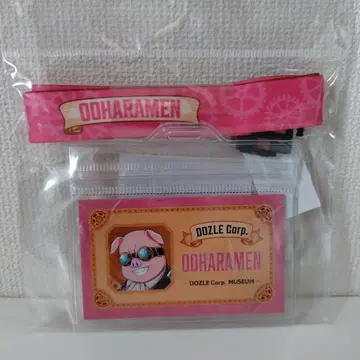 OOHARAMEN
DOZLE Corp.
OOHARAMEN
DOZLE Corp. MUSEUM